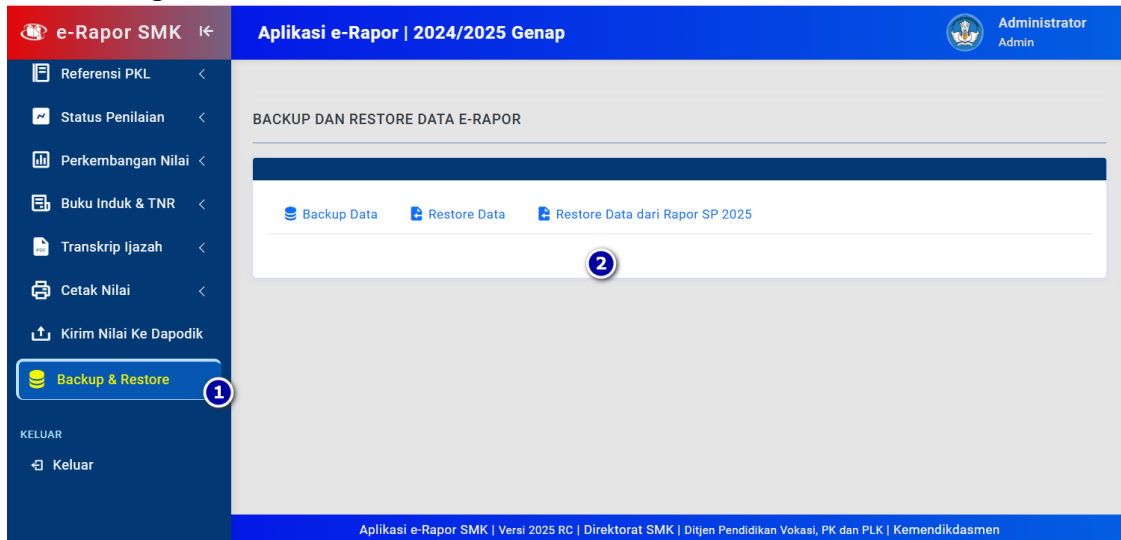 e-Rapor SMK
Aplikasi e-Rapor | 2024/2025 Genap
Administrator
Admin
Referensi PKL
Status Penilaian
Perkembangan Nilai
Buku Induk & TNR
Transkrip Ijazah
Cetak Nilai
Kirim Nilai Ke Dapodik
Backup & Restore
1
KELUAR
Keluar
BACKUP DAN RESTORE DATA E-RAPOR
Backup Data Restore Data Restore Data dari Rapor SP 2025
2
Aplikasi e-Rapor SMK | Versi 2025 RC | Direktorat SMK | Ditjen Pendidikan Vokasi, PK dan PLK | Kemendikdasmen